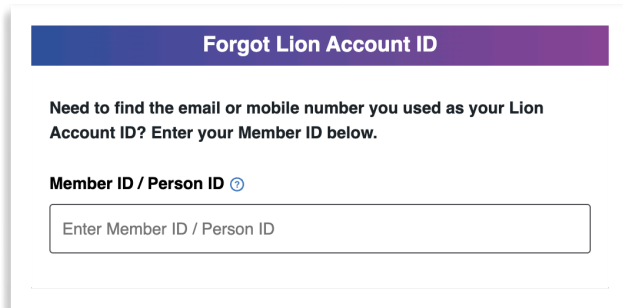 Forgot Lion Account ID
Need to find the email or mobile number you used as your Lion
Account ID? Enter your Member ID below.
Member ID / Person ID ?
Enter Member ID / Person ID